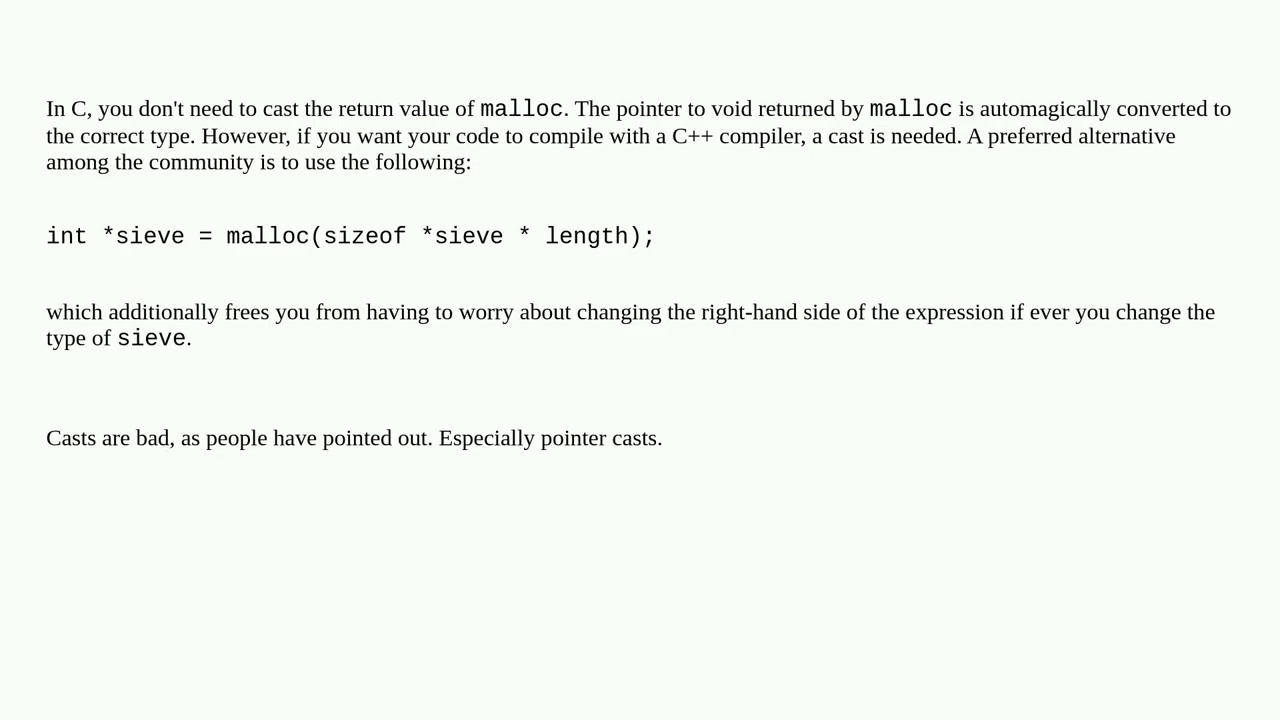 In C, you don't need to cast the return value of malloc. The pointer to void returned by malloc is automagically converted to
the correct type. However, if you want your code to compile with a C++ compiler, a cast is needed. A preferred alternative
among the community is to use the following:
int *sieve = malloc(sizeof *sieve * length);
which additionally frees you from having to worry about changing the right-hand side of the expression if ever you change the
type of sieve.
Casts are bad, as people have pointed out. Especially pointer casts.